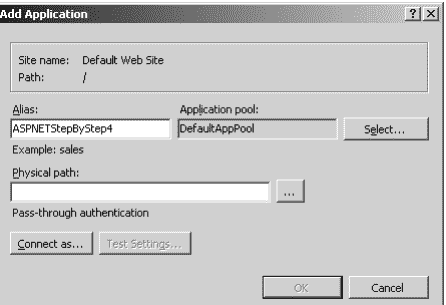 Add Application
Site name: Default Web Site
Path: /
Alias: Application pool:
ASPNETStepByStep4 DefaultAppPool Select...
Example: sales
Physical path:
...
Pass-through authentication
Connect as... Test Settings...
OK Cancel